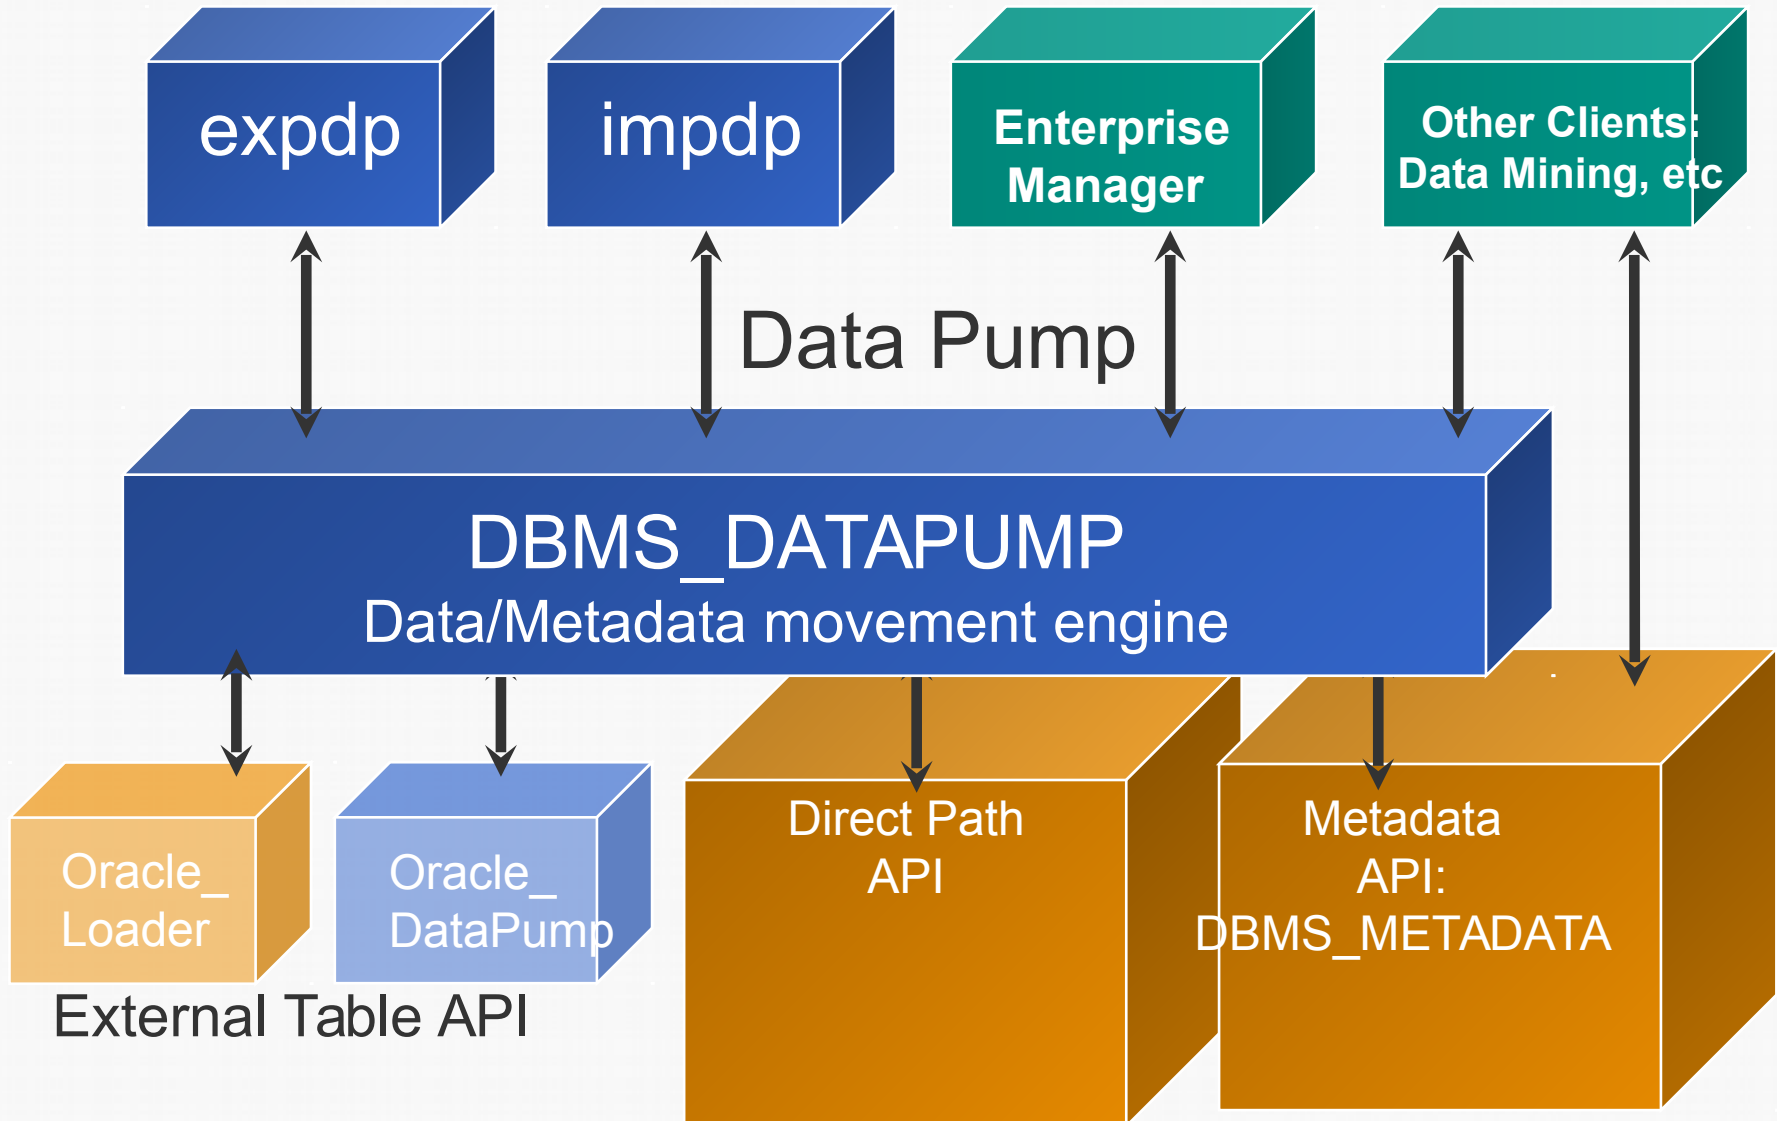 expdp
impdp
Enterprise
Manager
Other Clients:
Data Mining, etc
Data Pump
DBMS_DATAPUMP
Data/Metadata movement engine
Oracle_
Loader
Oracle_
DataPump
External Table API
Direct Path
API
Metadata
API:
DBMS_METADATA